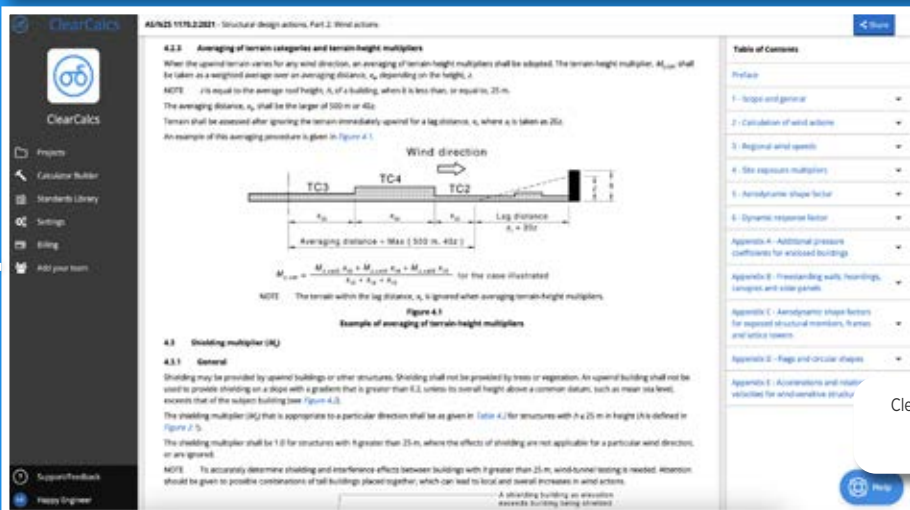 ClearCalcs
AS/NZS 1170.2:2021 - Structural design actions, Part 2: Wind actions
Share
ClearCalcs
Projects
Calculator Builder
Standards Library
Settings
Billing
Add your team
Support/Feedback
Happy Engineer
4.2.3 Averaging of terrain categories and terrain-height multipliers
When the upwind terrain varies for any wind direction, an averaging of terrain-height multipliers shall be adopted. The terrain-height multiplier, shall
be taken as a weighted average over an averaging distance, depending on the height, z.
NOTE z is equal to the average roof height, h, of a building, when it is less than, or equal to, 25 m.
The averaging distance, shall be the larger of 500 m or 40z.
Terrain shall be assessed after ignoring the terrain immediately upwind for a lag distance, where is taken as 20z.
An example of this averaging procedure is given in Figure 4.1.
Wind direction
TC3
TC4
TC2
Lag distance
Averaging distance = Max ( 500 m, 40z )
for the case illustrated
NOTE The terrain within the lag distance, is ignored when averaging terrain-height multipliers.
Figure 4.1
Example of averaging of terrain-height multipliers
4.3 Shielding multiplier
4.3.1 General
Shielding may be provided by upwind buildings or other structures. Shielding shall not be provided by trees or vegetation. An upwind building shall not be
used to provide shielding on a slope with a gradient that is greater than 0.2, unless its overall height above a common datum, such as mean sea level,
exceeds that of the subject building (see Figure 4.2).
The shielding multiplier that is appropriate to a particular direction shall be as given in Table 4.2 for structures with h ≤ 25 m in height (h is defined in
Figure 2.1).
The shielding multiplier shall be 1.0 for structures with h greater than 25 m, where the effects of shielding are not applicable for a particular wind direction,
or are ignored.
NOTE To accurately determine shielding and interference effects between buildings with h greater than 25 m, wind-tunnel testing is needed. Attention
should be given to possible combinations of tall buildings placed together, which can lead to local and overall increases in wind actions.
A shielding building as elevation
exceeds building being shielded
Table of Contents
Preface
1 - Scope and general
2 - Calculation of wind actions
3 - Regional wind speeds
4 - Site exposure multipliers
5 - Aerodynamic shape factor
6 - Dynamic response factor
Appendix A - Additional pressure
coefficients for enclosed buildings
Appendix B - Freestanding walls, hoardings,
canopies and solar panels
Appendix C - Aerodynamic shape factors
for exposed structural members, frames
and lattice towers
Appendix D - Flags and circular shapes
Appendix E - Accelerations and
velocities for wind-sensitive
Cle
Help